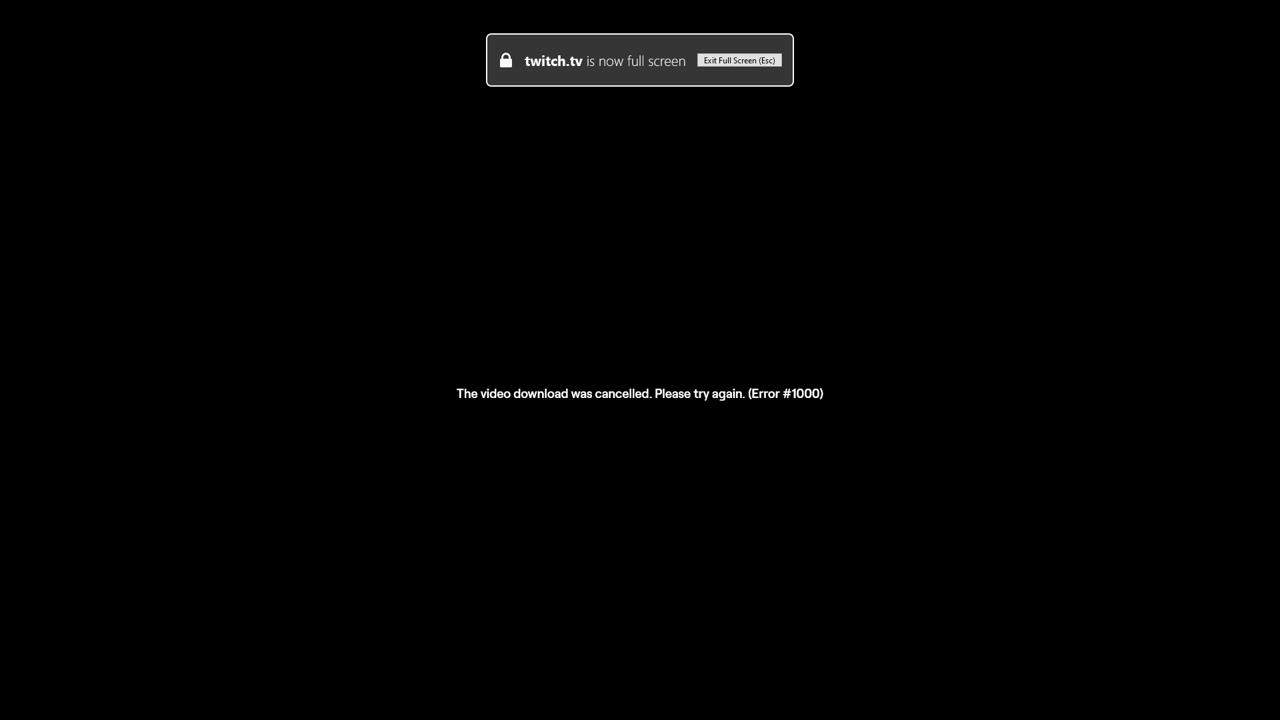 twitch.tv is now full screen Exit Full Screen (Esc)
The video download was cancelled. Please try again. (Error #1000)